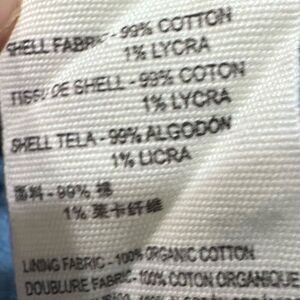 SHELL FABRIC - 99% COTTON
1% LYCRA
TISSU DE SHELL - 99% COTON
1% LYCRA
SHELL TELA - 99% ALGODÓN
1% LICRA
面料 - 99% 棉
1% 莱卡纤维
LINING FABRIC - 100% ORGANIC COTTON
DOUBLURE FABRIC - 100% COTON ORGANIQUE